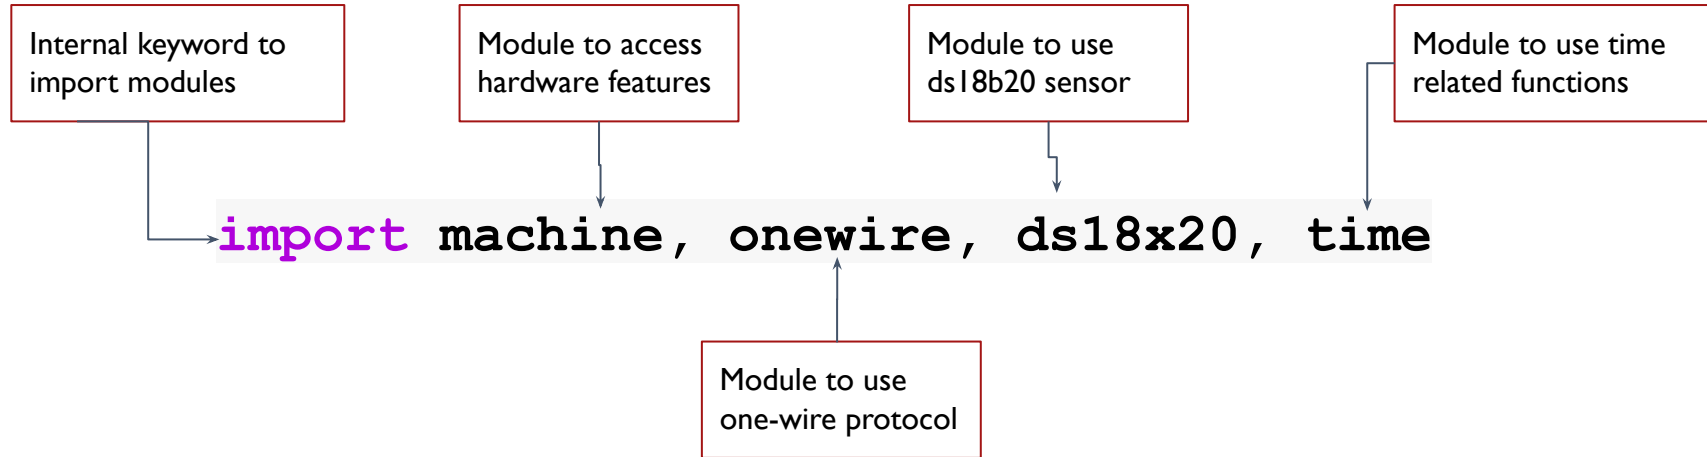 Internal keyword to
import modules
Module to access
hardware features
Module to use
ds18b20 sensor
Module to use time
related functions
import machine, onewire, ds18x20, time
Module to use
one-wire protocol